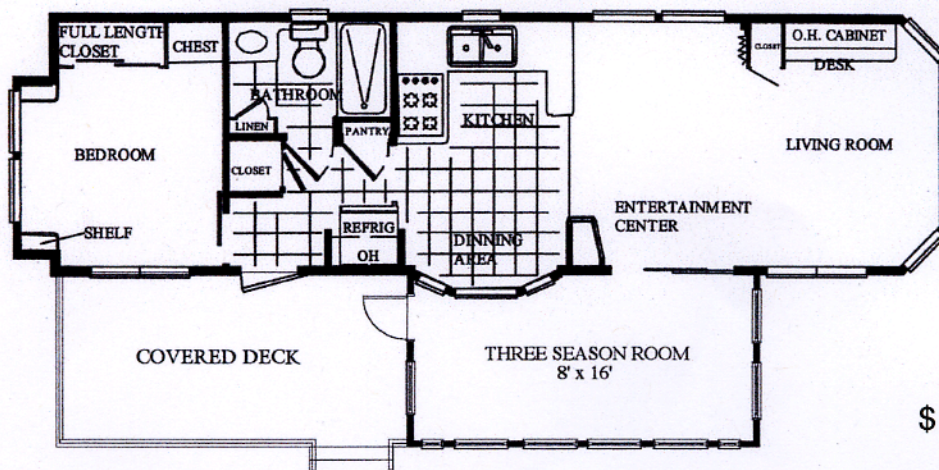 FULL LENGTH
CLOSET
CHEST
BATHROOM
LINEN
PANTRY
KITCHEN
CLOSET
O.H. CABINET
DESK
BEDROOM
CLOSET
LIVING ROOM
SHELF
REFRIG
OH
DINNING
AREA
ENTERTAINMENT
CENTER
COVERED DECK
THREE SEASON ROOM
8' x 16'
$